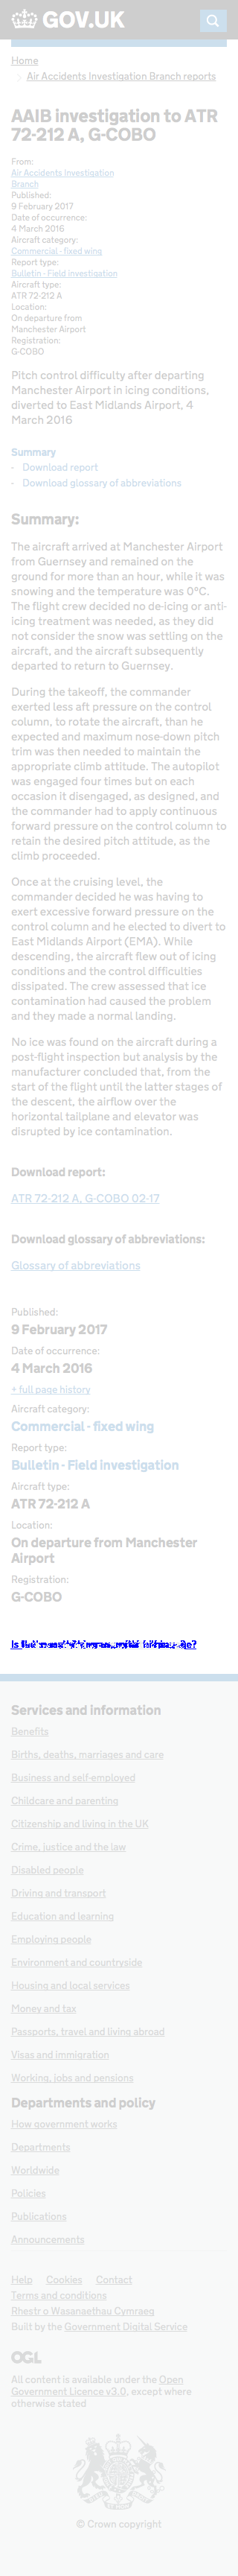 GOV.UK
Home
Air Accidents Investigation Branch reports
AAIB investigation to ATR
72-212 A, G-COBO
From:
Air Accidents Investigation
Branch
Published:
9 February 2017
Date of occurrence:
4 March 2016
Aircraft category:
Commercial - fixed wing
Report type:
Bulletin - Field investigation
Aircraft type:
ATR 72-212 A
Location:
On departure from
Manchester Airport
Registration:
G-COBO
Pitch control difficulty after departing
Manchester Airport in icing conditions,
diverted to East Midlands Airport, 4
March 2016
Summary
- Download report
- Download glossary of abbreviations
Summary:
The aircraft arrived at Manchester Airport
from Guernsey and remained on the
ground for more than an hour, while it was
snowing and the temperature was 0°C.
The flight crew decided no de-icing or anti-
icing treatment was needed, as they did
not consider the snow was settling on the
aircraft, and the aircraft subsequently
departed to return to Guernsey.
During the takeoff, the commander
exerted less aft pressure on the control
column, to rotate the aircraft, than he
expected and maximum nose-down pitch
trim was then needed to maintain the
appropriate climb attitude. The autopilot
was engaged four times but on each
occasion it disengaged, as designed, and
the commander had to apply continuous
forward pressure on the control column to
retain the desired pitch attitude, as the
climb proceeded.
Once at the cruising level, the
commander decided he was having to
exert excessive forward pressure on the
control column and he elected to divert to
East Midlands Airport (EMA). While
descending, the aircraft flew out of icing
conditions and the control difficulties
dissipated. The crew assessed that ice
contamination had caused the problem
and they made a normal landing.
No ice was found on the aircraft during a
post-flight inspection but analysis by the
manufacturer concluded that, from the
start of the flight until the latter stages of
the descent, the airflow over the
horizontal tailplane and elevator was
disrupted by ice contamination.
Download report:
ATR 72-212 A, G-COBO 02-17
Download glossary of abbreviations:
Glossary of abbreviations
Published:
9 February 2017
Date of occurrence:
4 March 2016
+ full page history
Aircraft category:
Commercial - fixed wing
Report type:
Bulletin - Field investigation
Aircraft type:
ATR 72-212 A
Location:
On departure from Manchester
Airport
Registration:
G-COBO
Services and information
Benefits
Births, deaths, marriages and care
Business and self-employed
Childcare and parenting
Citizenship and living in the UK
Crime, justice and the law
Disabled people
Driving and transport
Education and learning
Employing people
Environment and countryside
Housing and local services
Money and tax
Passports, travel and living abroad
Visas and immigration
Working, jobs and pensions
Departments and policy
How government works
Departments
Worldwide
Policies
Publications
Announcements
Help Cookies Contact
Terms and conditions
Rhestr o Wasanaethau Cymraeg
Built by the Government Digital Service
OGL
All content is available under the Open
Government Licence v3.0, except where
otherwise stated
© Crown copyright